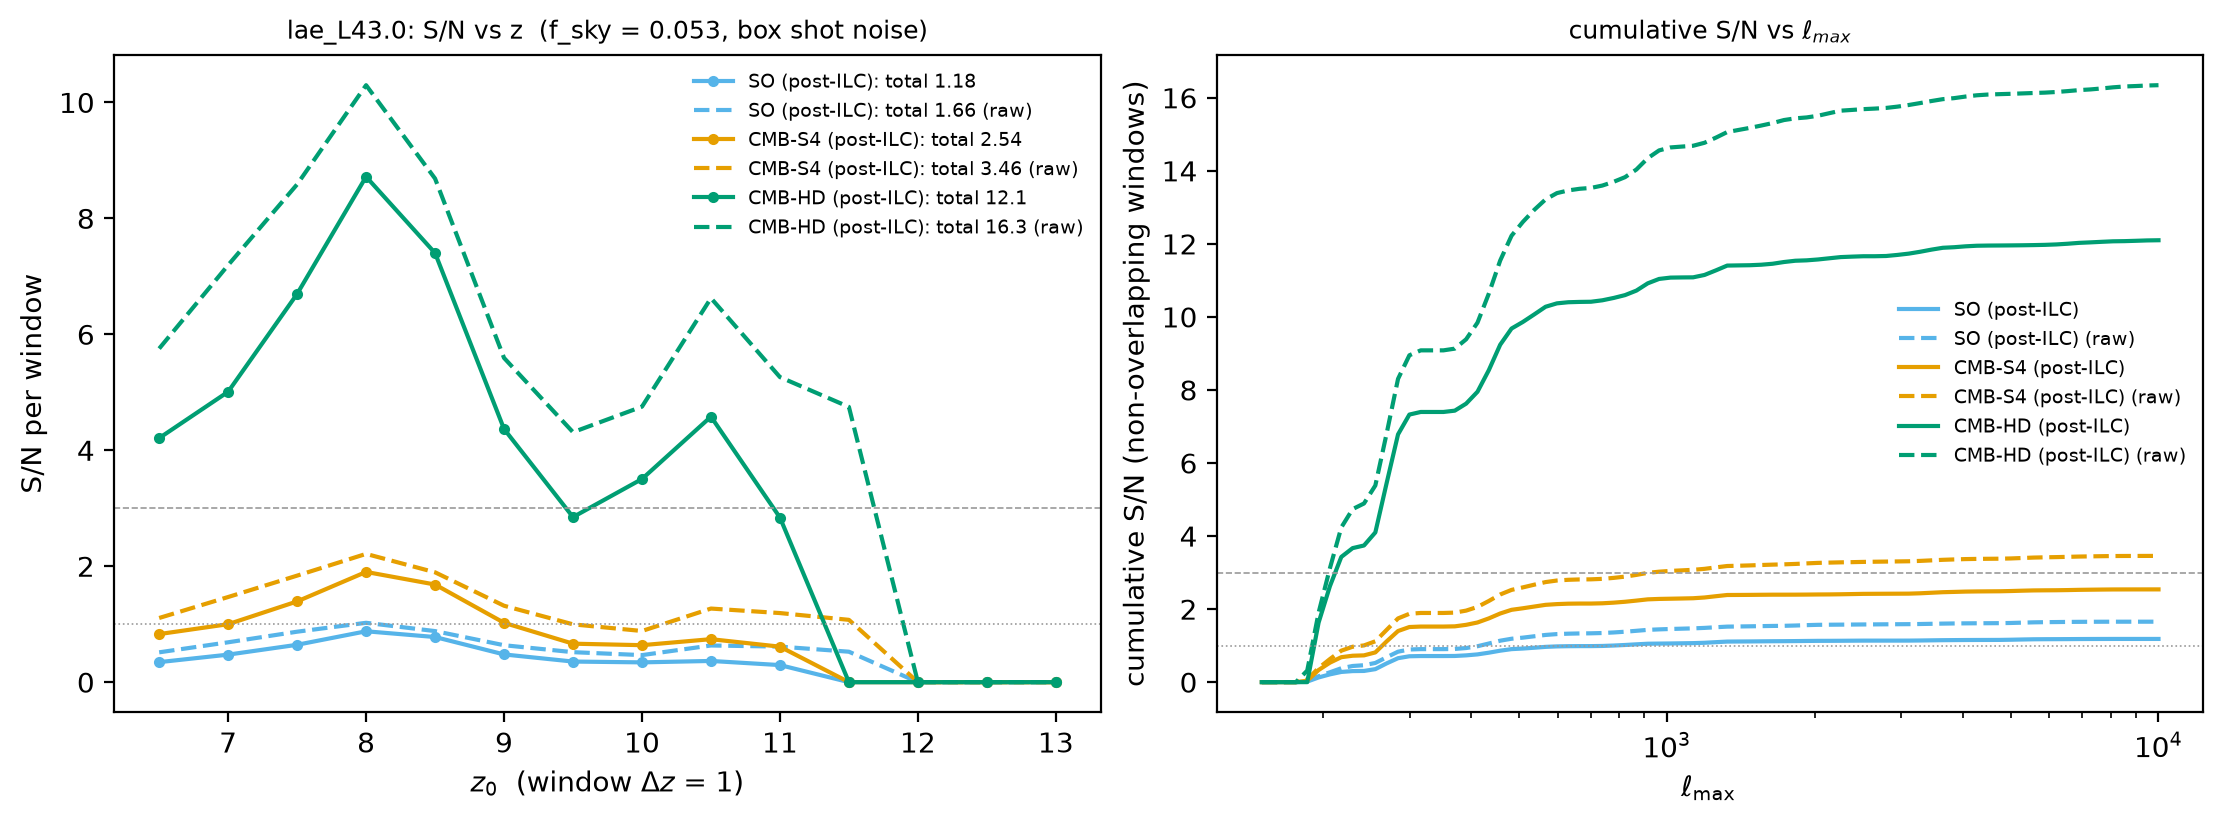 lae_L43.0: S/N vs z  (f_sky = 0.053, box shot noise)
S/N per window
10
8
6
4
2
0
SO (post-ILC): total 1.18
SO (post-ILC): total 1.66 (raw)
CMB-S4 (post-ILC): total 2.54
CMB-S4 (post-ILC): total 3.46 (raw)
CMB-HD (post-ILC): total 12.1
CMB-HD (post-ILC): total 16.3 (raw)
7 8 9 10 11 12 13
z₀  (window Δz = 1)
cumulative S/N vs ℓ_max
cumulative S/N (non-overlapping windows)
16
14
12
10
8
6
4
2
0
SO (post-ILC)
SO (post-ILC) (raw)
CMB-S4 (post-ILC)
CMB-S4 (post-ILC) (raw)
CMB-HD (post-ILC)
CMB-HD (post-ILC) (raw)
10³ 10⁴
ℓ_max